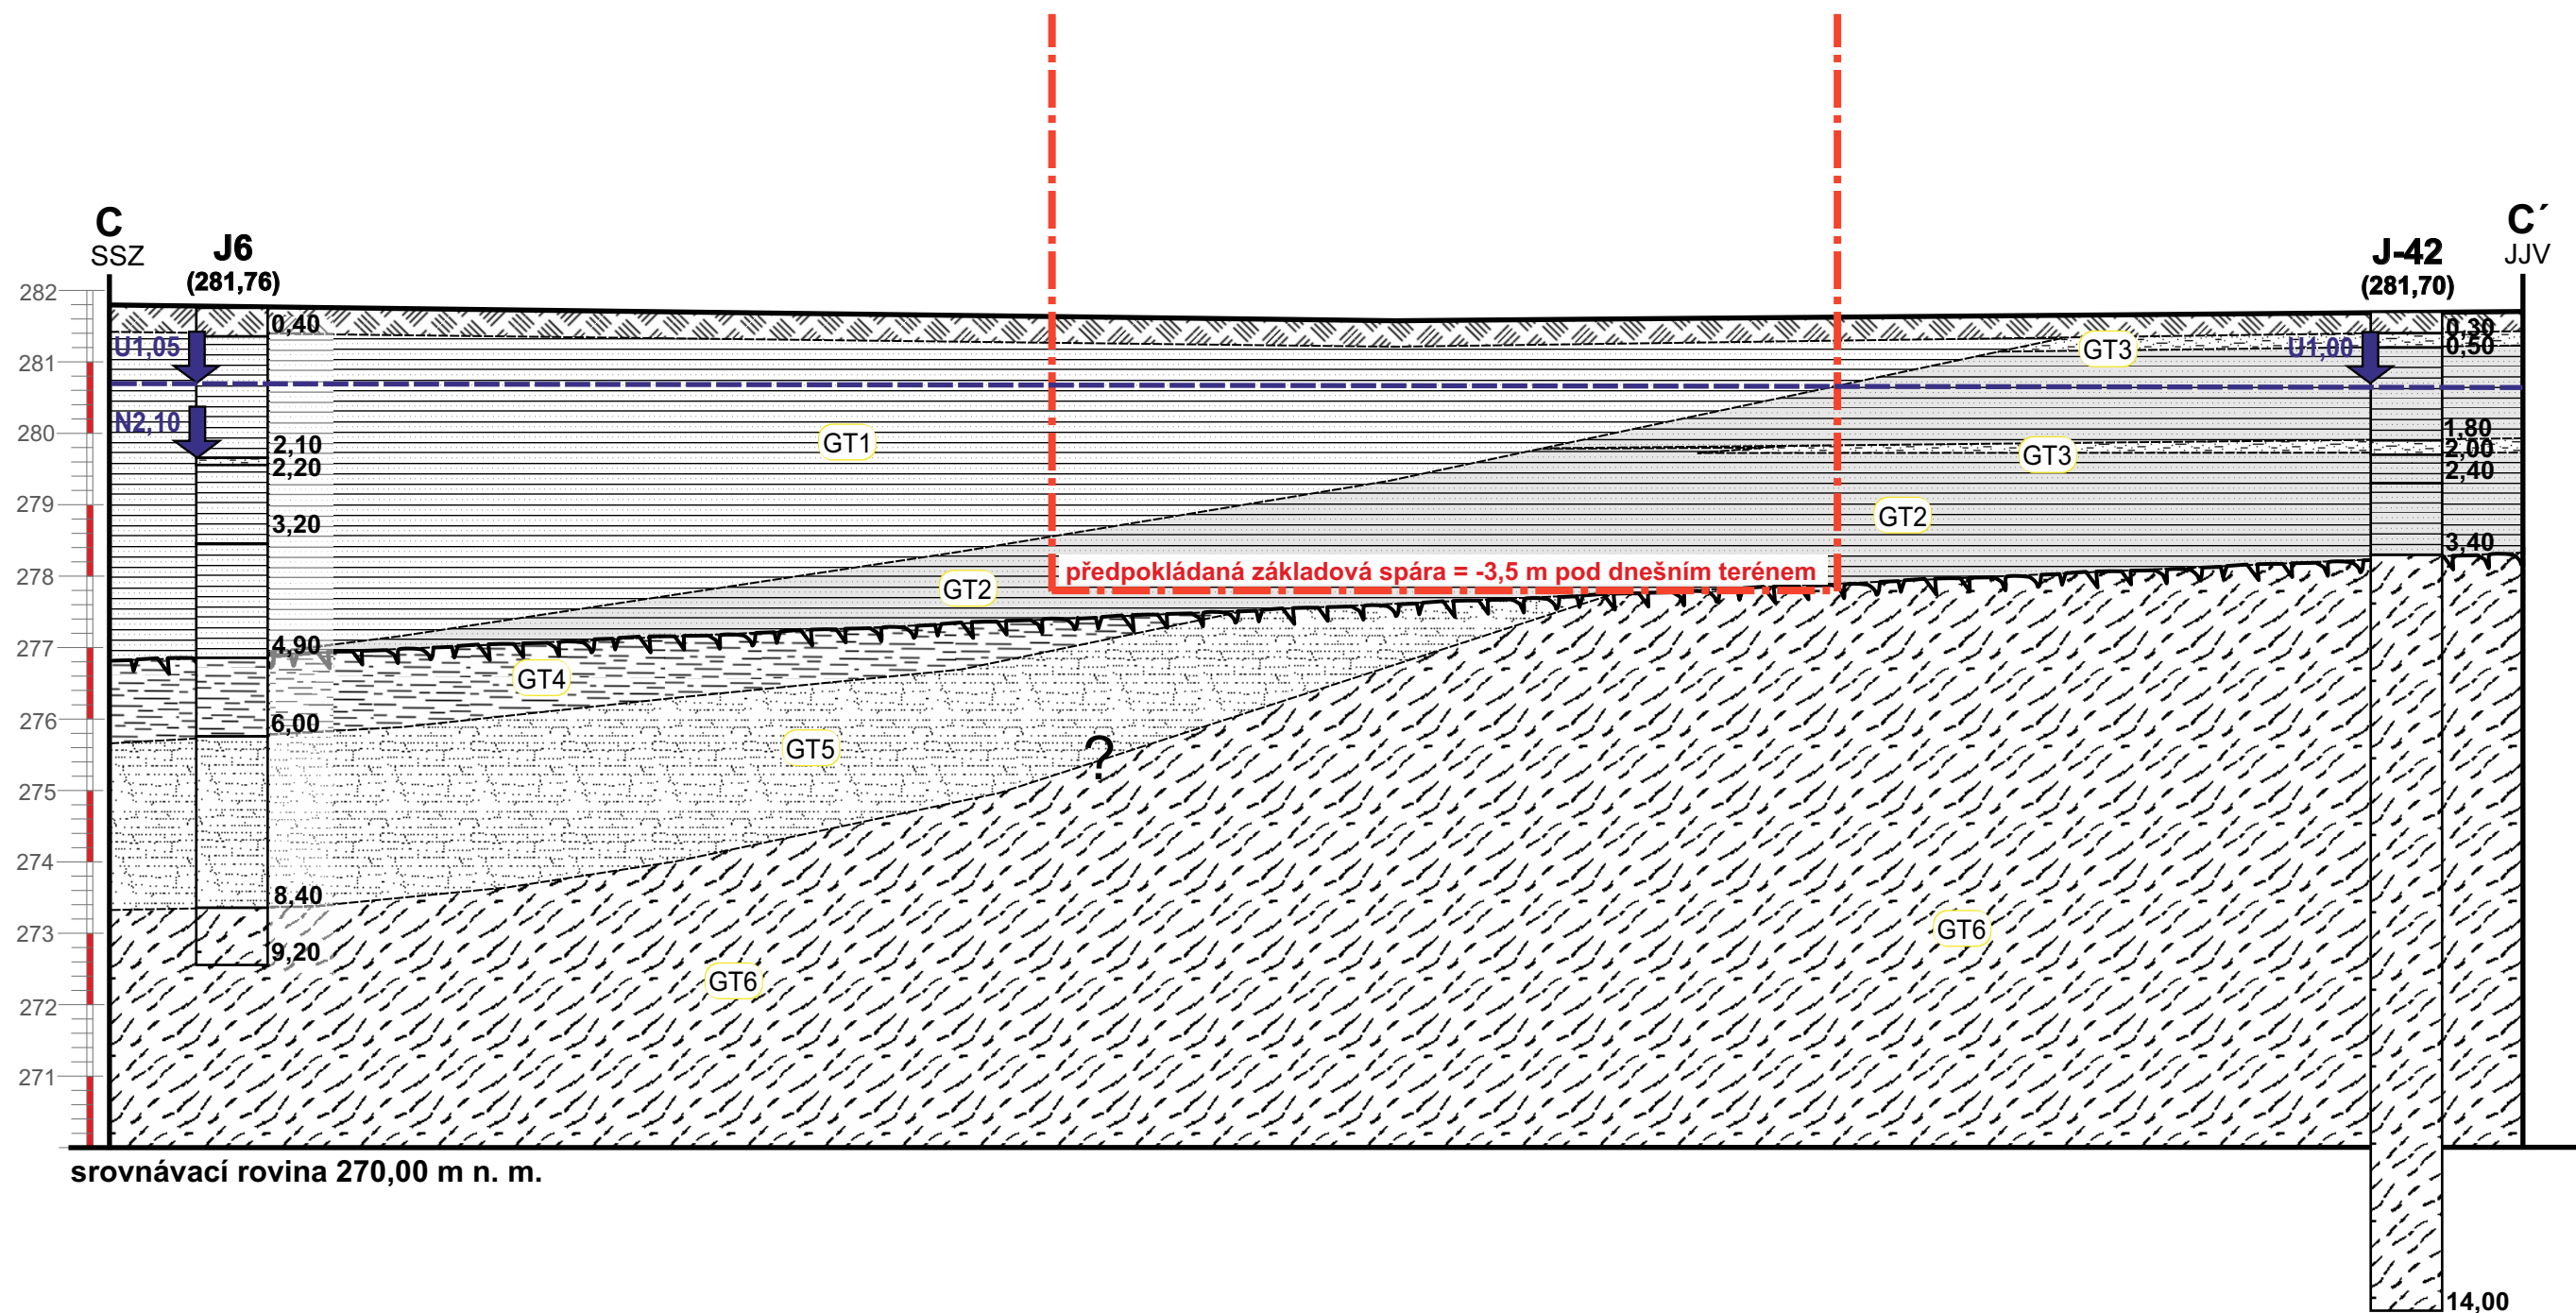 C
SSZ
J6
(281,76)
J-42
(281,70)
C´
JJV
282
281
280
279
278
277
276
275
274
273
272
271
U1,05
N2,10
0,40
2,10
2,20
3,20
4,90
6,00
8,40
9,20
GT1
GT3
U1,00
0,30
0,50
1,80
2,00
2,40
3,40
GT3
GT2
předpokládaná základová spára = -3,5 m pod dnešním terénem
GT2
GT4
GT5
?
GT6
GT6
srovnávací rovina 270,00 m n. m.
14,00